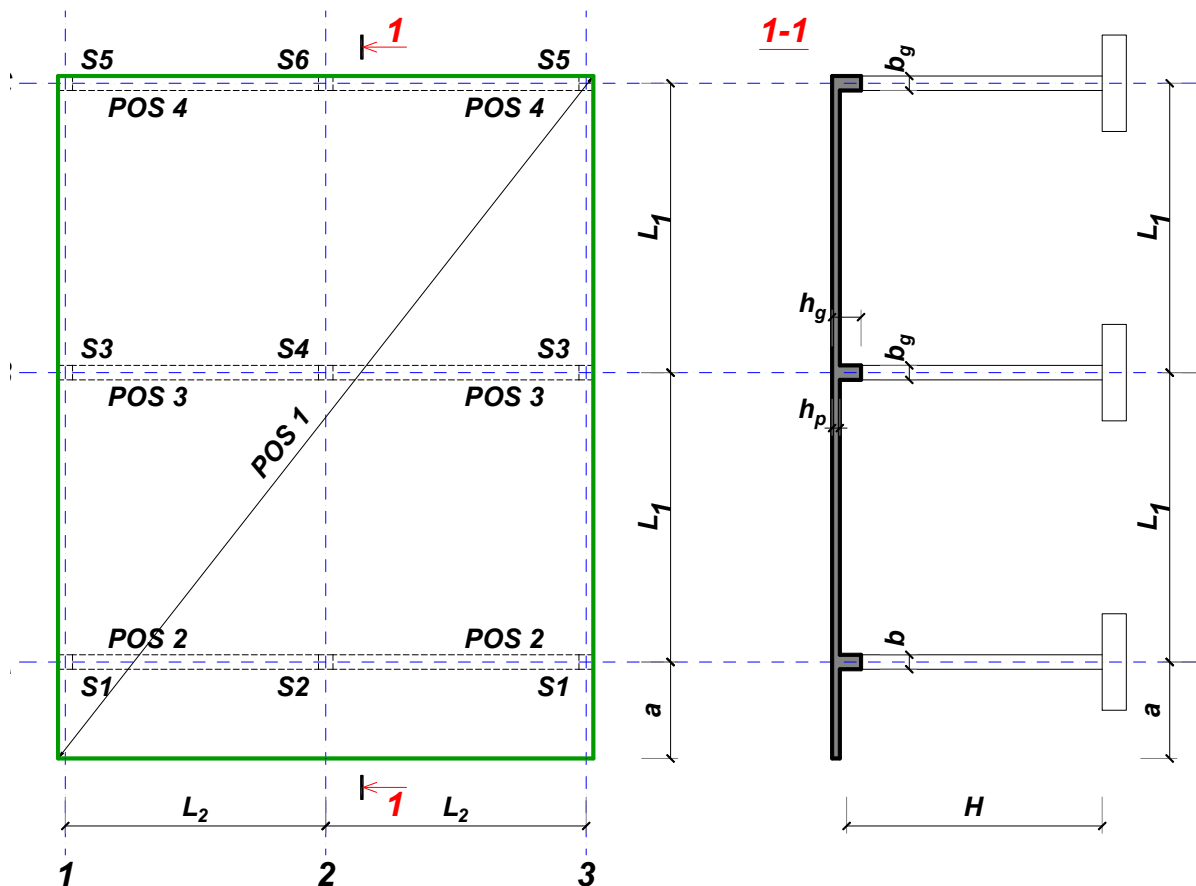 1
1-1
S5 S6 S5
POS 4 POS 4
b_g
L_1
L_1
h_g
S3 S4 S3
b_g
POS 3 POS 3
h_p
POS 1
L_1
L_1
POS 2 POS 2
b
S1 S2 S1
a
a
1
L_2 L_2
H
1 2 3